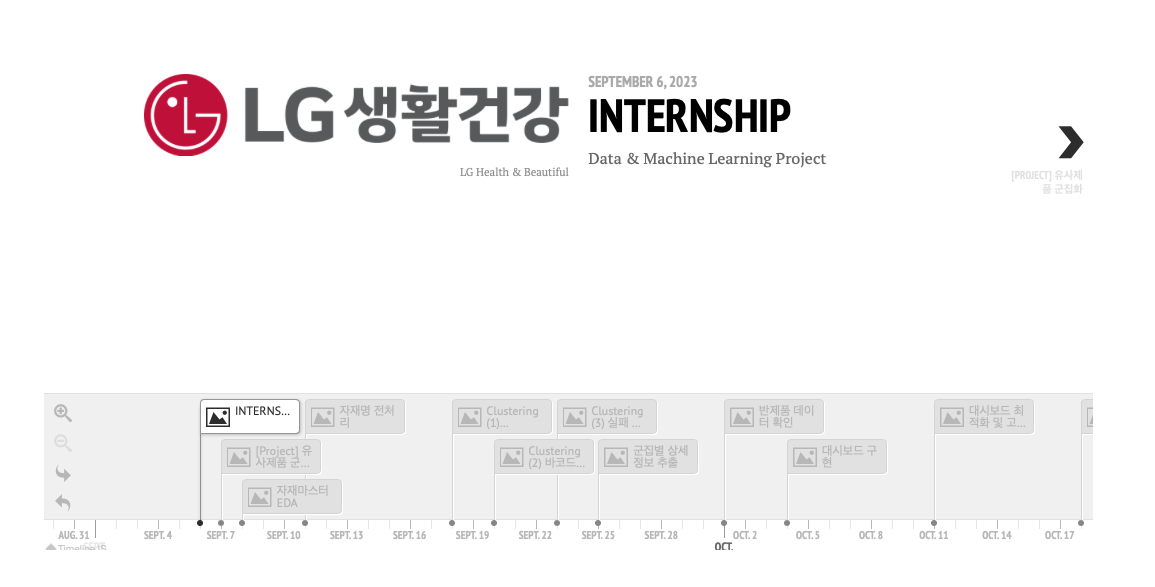 LG 생활건강
LG Health & Beautiful
SEPTEMBER 6, 2023
INTERNSHIP
Data & Machine Learning Project
[PROJECT] 유사제
품 군집화
INTERNS...
자재명 전처
리
Clustering
(1)...
Clustering
(3) 실패 ...
반제품 데이
터 확인
대시보드 최
적화 및 고...
[Project] 유
사제품 군...
Clustering
(2) 바코드...
군집별 상세
정보 추출
대시보드 구
현
자재마스터
EDA
AUG. 31
SEPT. 4
SEPT. 7
SEPT. 10
SEPT. 13
SEPT. 16
SEPT. 19
SEPT. 22
SEPT. 25
SEPT. 28
OCT. 2
OCT. 5
OCT. 8
OCT. 11
OCT. 14
OCT. 17
TimelineJS
OCT.